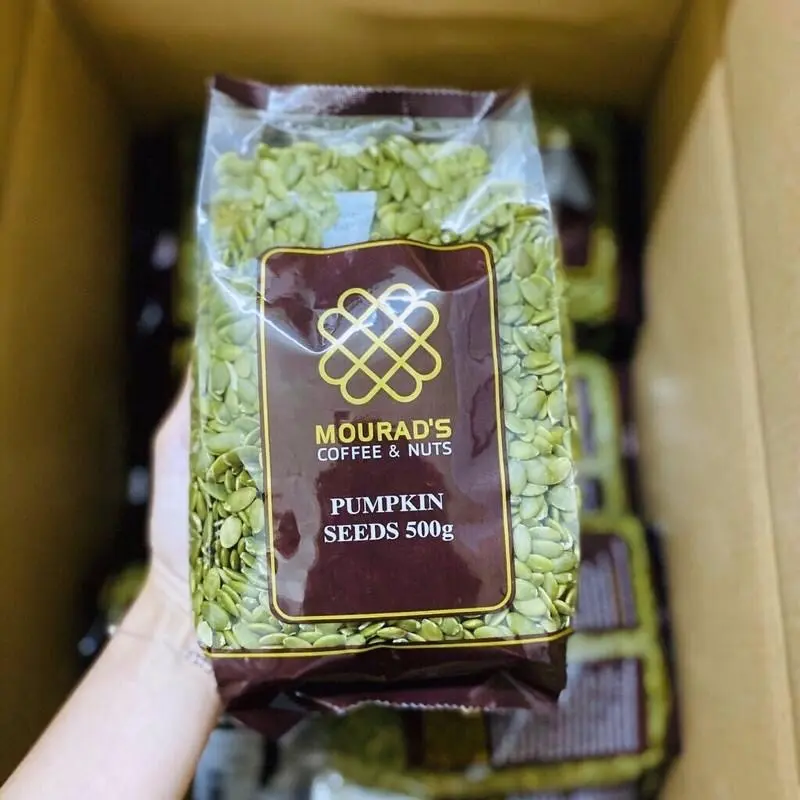 MOURAD'S
COFFEE & NUTS
PUMPKIN
SEEDS 500g